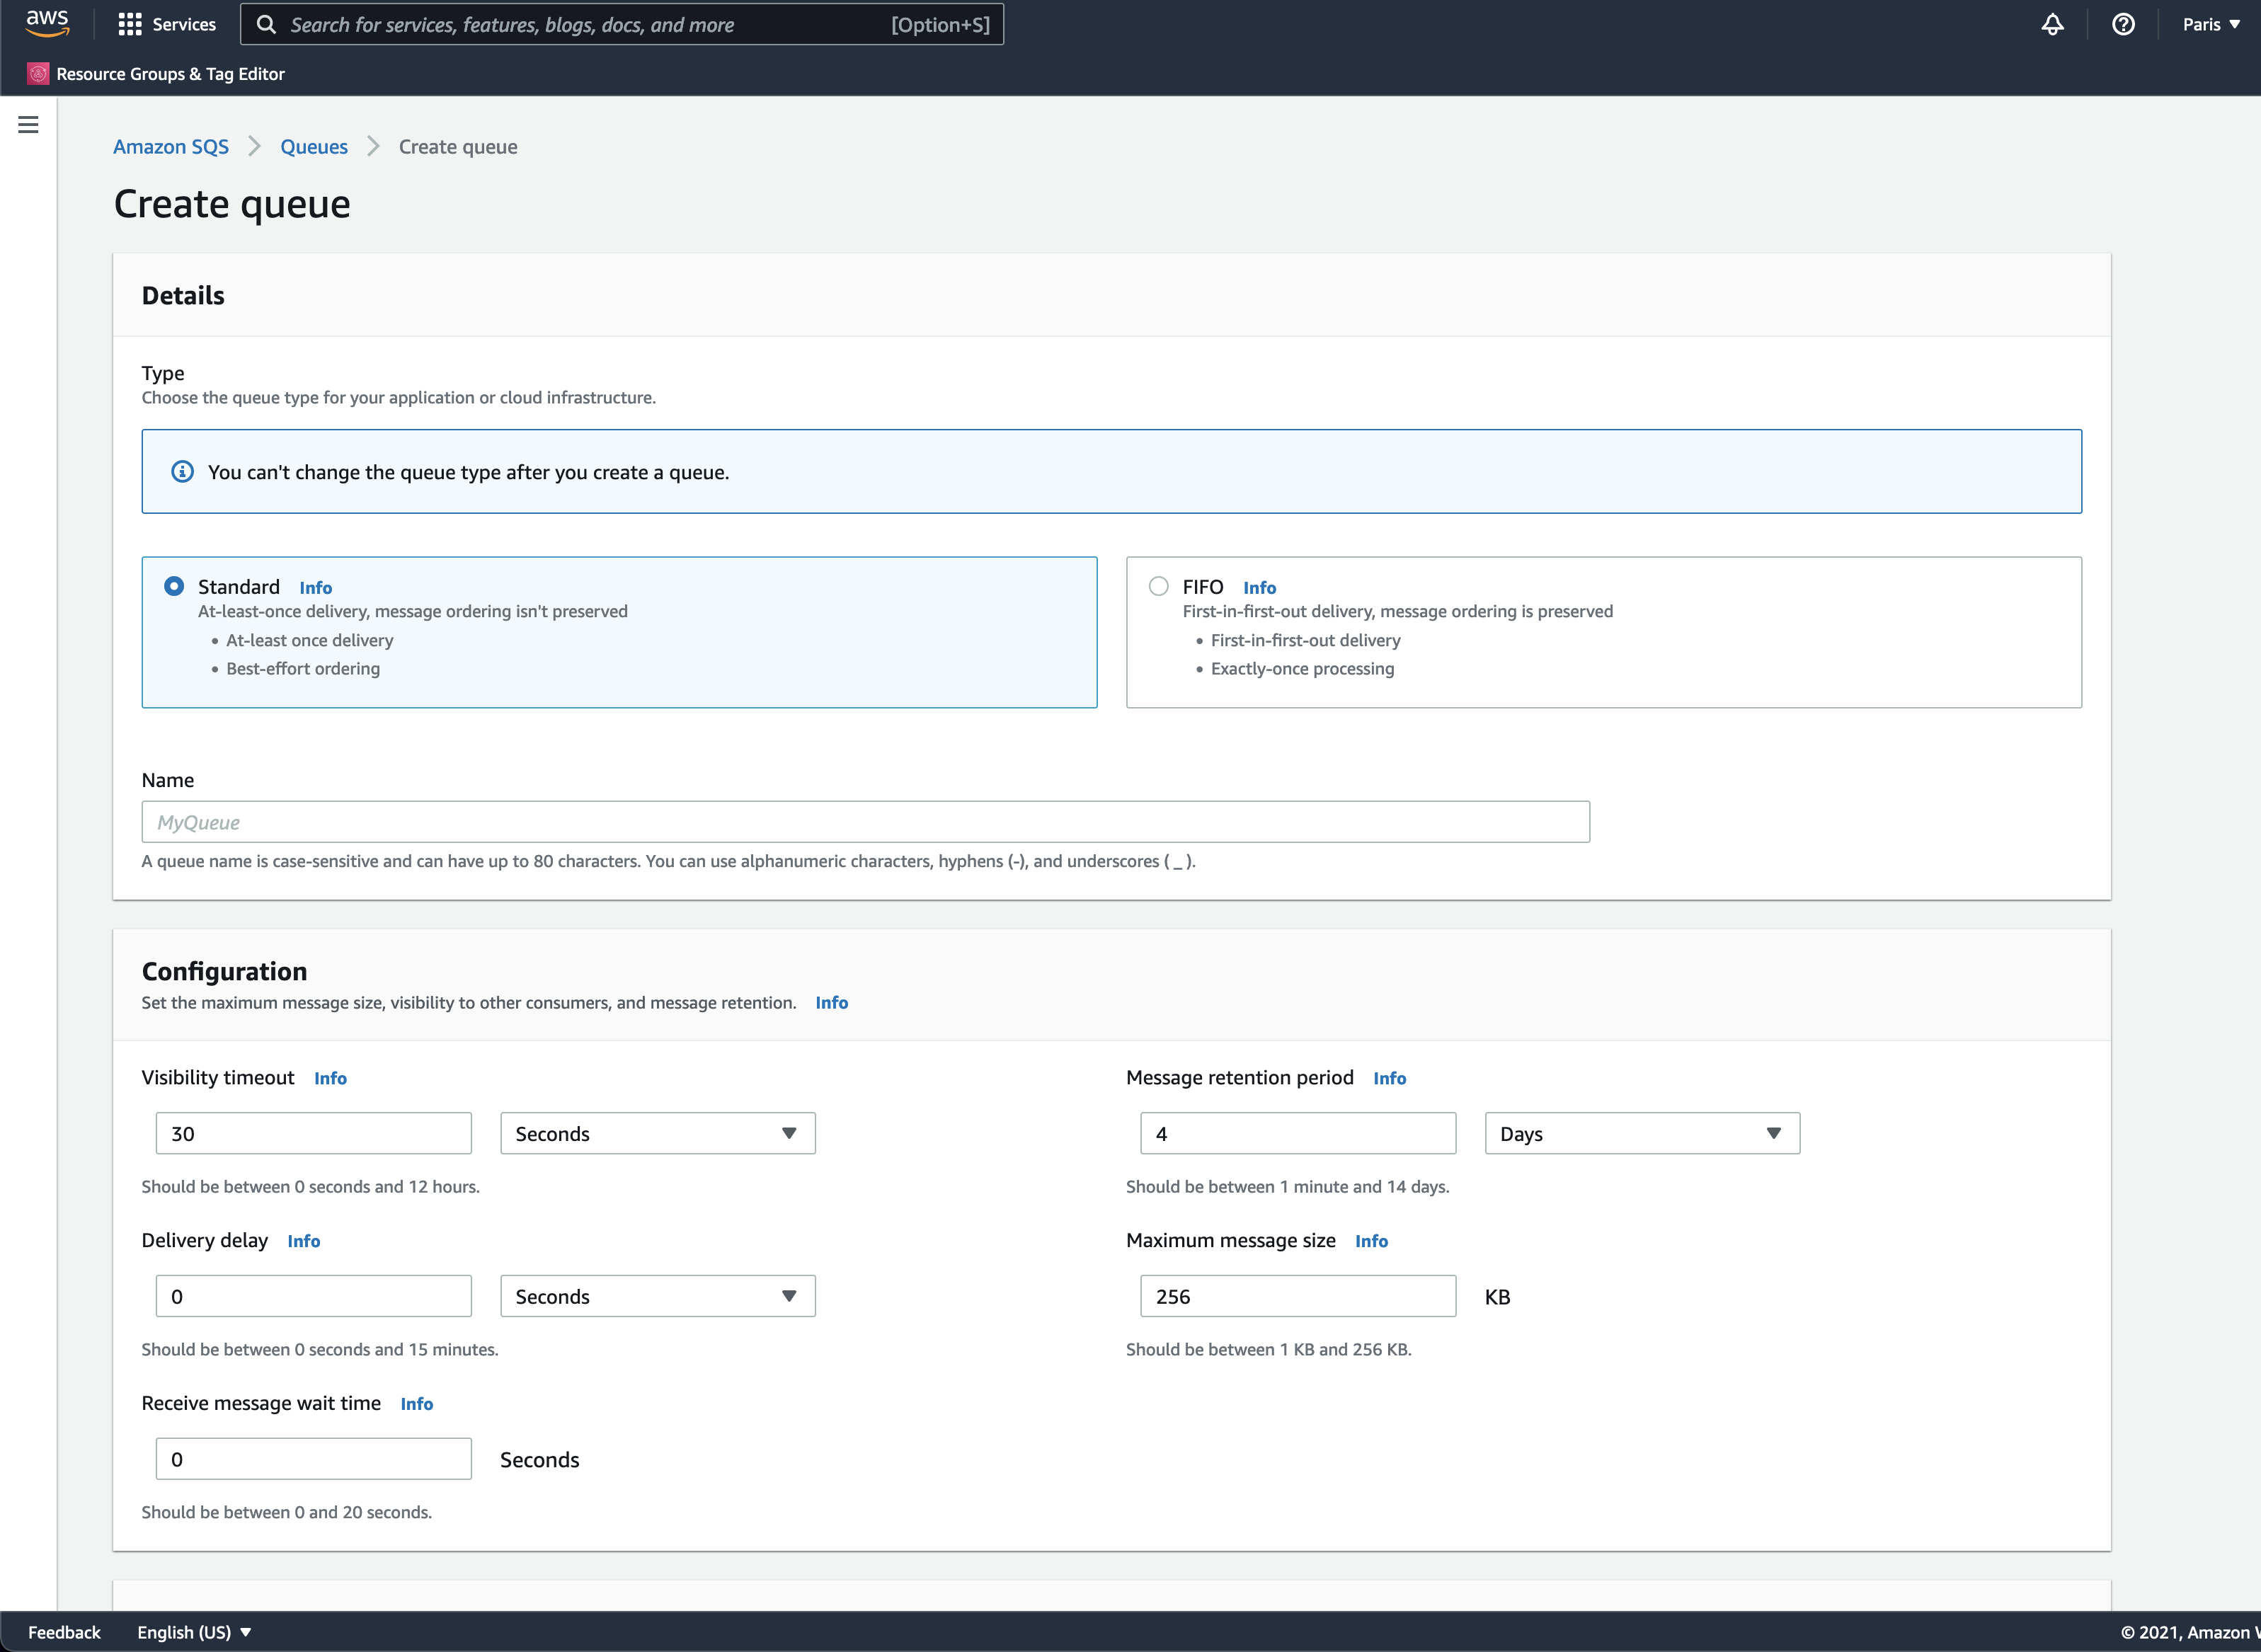 aws
Services
Search for services, features, blogs, docs, and more
[Option+S]
Paris
Resource Groups & Tag Editor
Amazon SQS
Queues
Create queue
Create queue
Details
Type
Choose the queue type for your application or cloud infrastructure.
You can't change the queue type after you create a queue.
Standard Info
At-least-once delivery, message ordering isn't preserved
• At-least once delivery
• Best-effort ordering
FIFO Info
First-in-first-out delivery, message ordering is preserved
• First-in-first-out delivery
• Exactly-once processing
Name
MyQueue
A queue name is case-sensitive and can have up to 80 characters. You can use alphanumeric characters, hyphens (-), and underscores ( _ ).
Configuration
Set the maximum message size, visibility to other consumers, and message retention. Info
Visibility timeout Info
30
Seconds
Should be between 0 seconds and 12 hours.
Message retention period Info
4
Days
Should be between 1 minute and 14 days.
Delivery delay Info
0
Seconds
Should be between 0 seconds and 15 minutes.
Maximum message size Info
256
KB
Should be between 1 KB and 256 KB.
Receive message wait time Info
0
Seconds
Should be between 0 and 20 seconds.
Feedback
English (US)
© 2021, Amazon